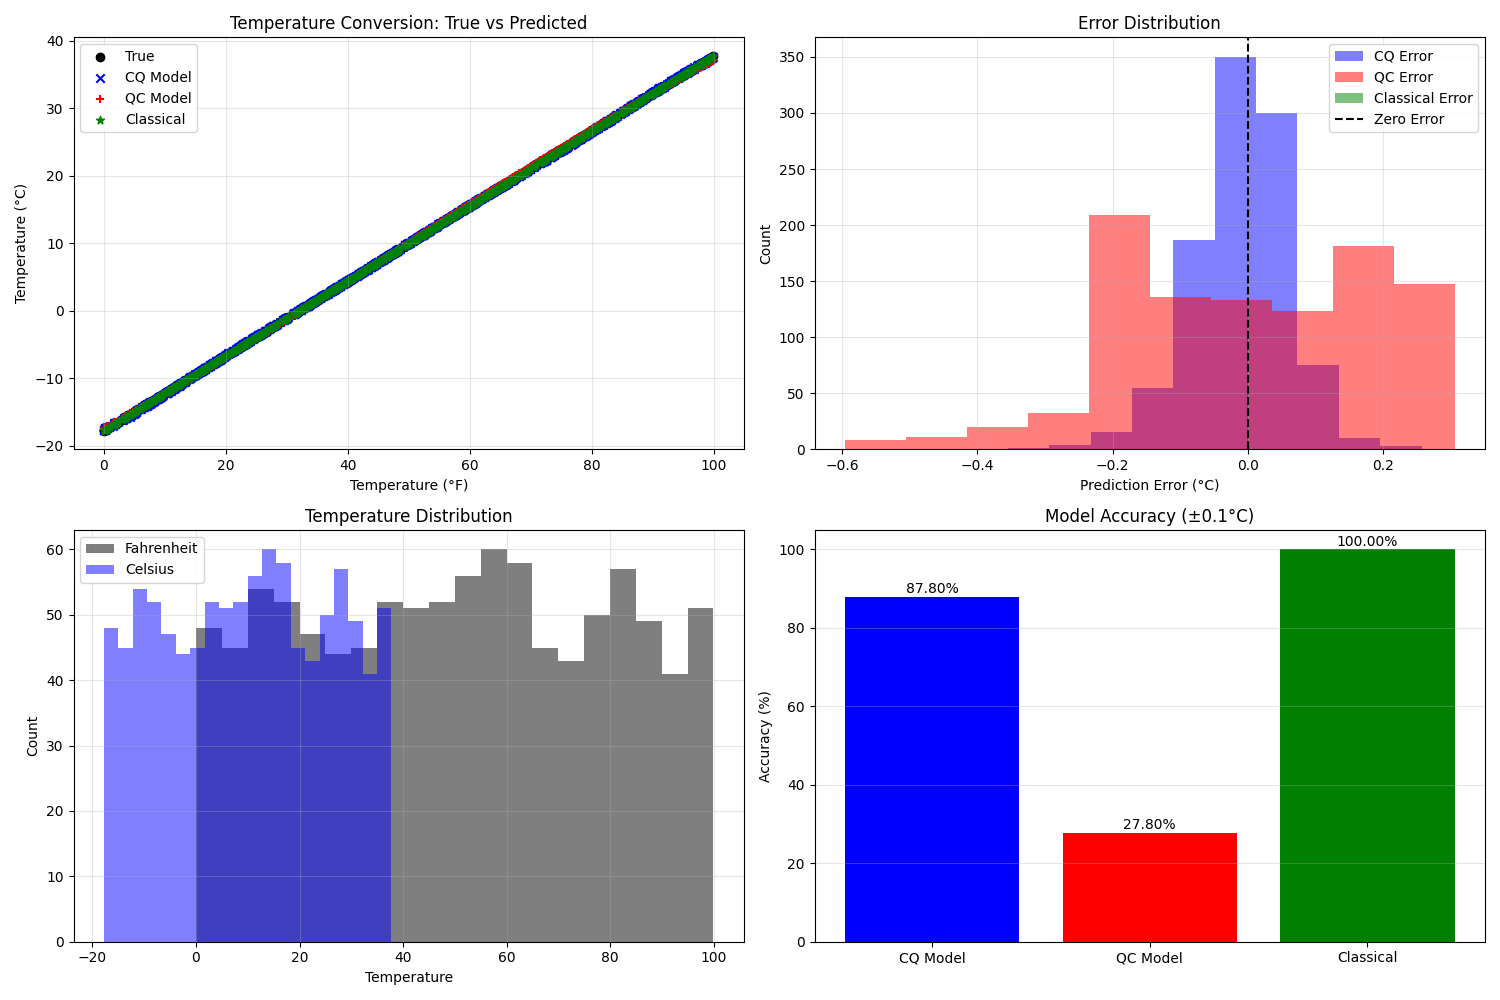 Temperature Conversion: True vs Predicted
True
CQ Model
QC Model
Classical
40
30
20
10
0
−10
−20
Temperature (°C)
0
20
40
60
80
100
Temperature (°F)
Error Distribution
CQ Error
QC Error
Classical Error
Zero Error
350
300
250
200
150
100
50
0
Count
−0.6
−0.4
−0.2
0.0
0.2
Prediction Error (°C)
Temperature Distribution
Fahrenheit
Celsius
60
50
40
30
20
10
0
Count
−20
0
20
40
60
80
100
Temperature
Model Accuracy (±0.1°C)
100.00%
87.80%
27.80%
100
80
60
40
20
0
Accuracy (%)
CQ Model
QC Model
Classical